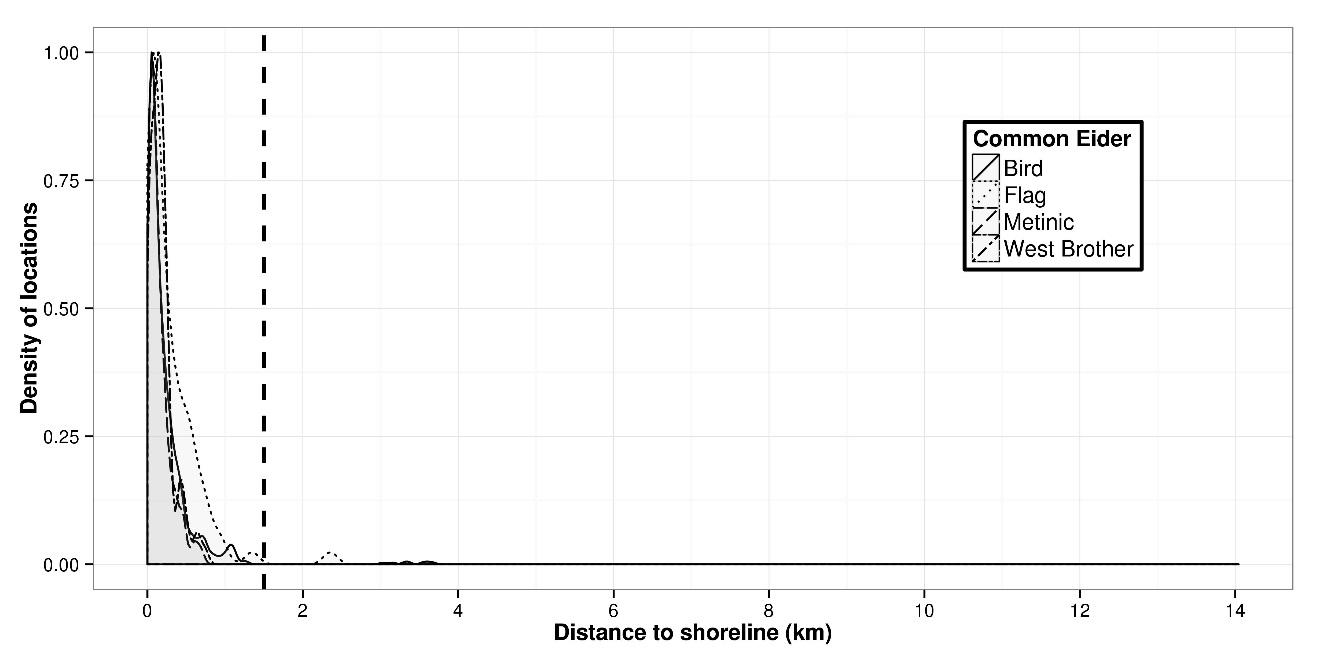 1.00
0.75
0.50
0.25
0.00
Density of locations
Common Eider
Bird
Flag
Metinic
West Brother
0 2 4 6 8 10 12 14
Distance to shoreline (km)